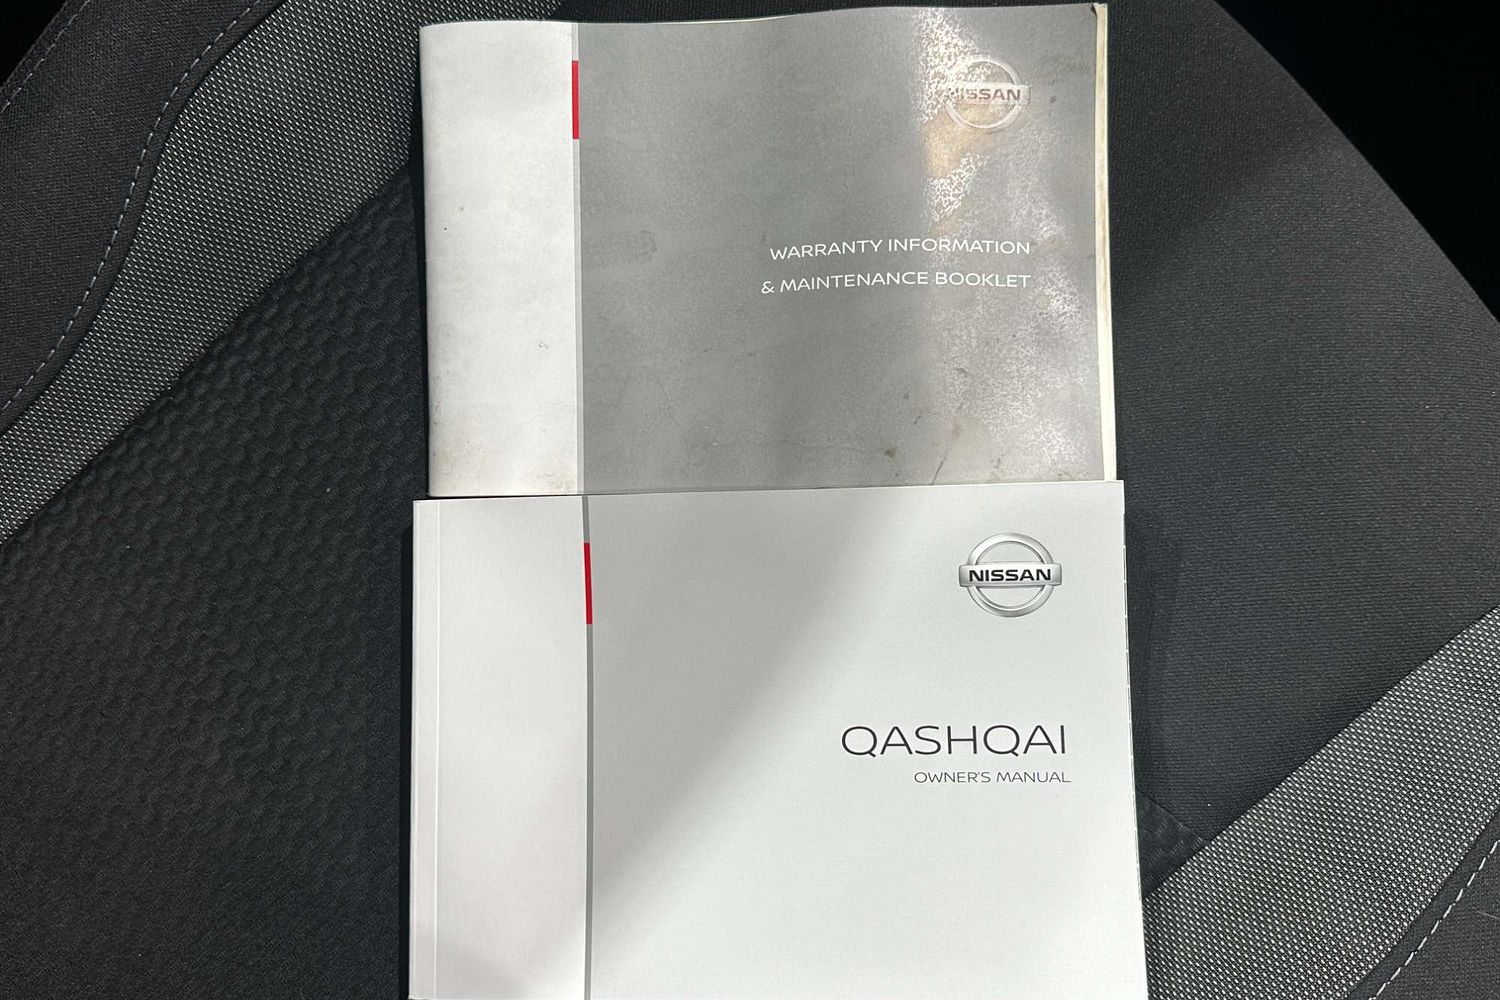 NISSAN
WARRANTY INFORMATION
& MAINTENANCE BOOKLET
NISSAN
QASHQAI
OWNER'S MANUAL